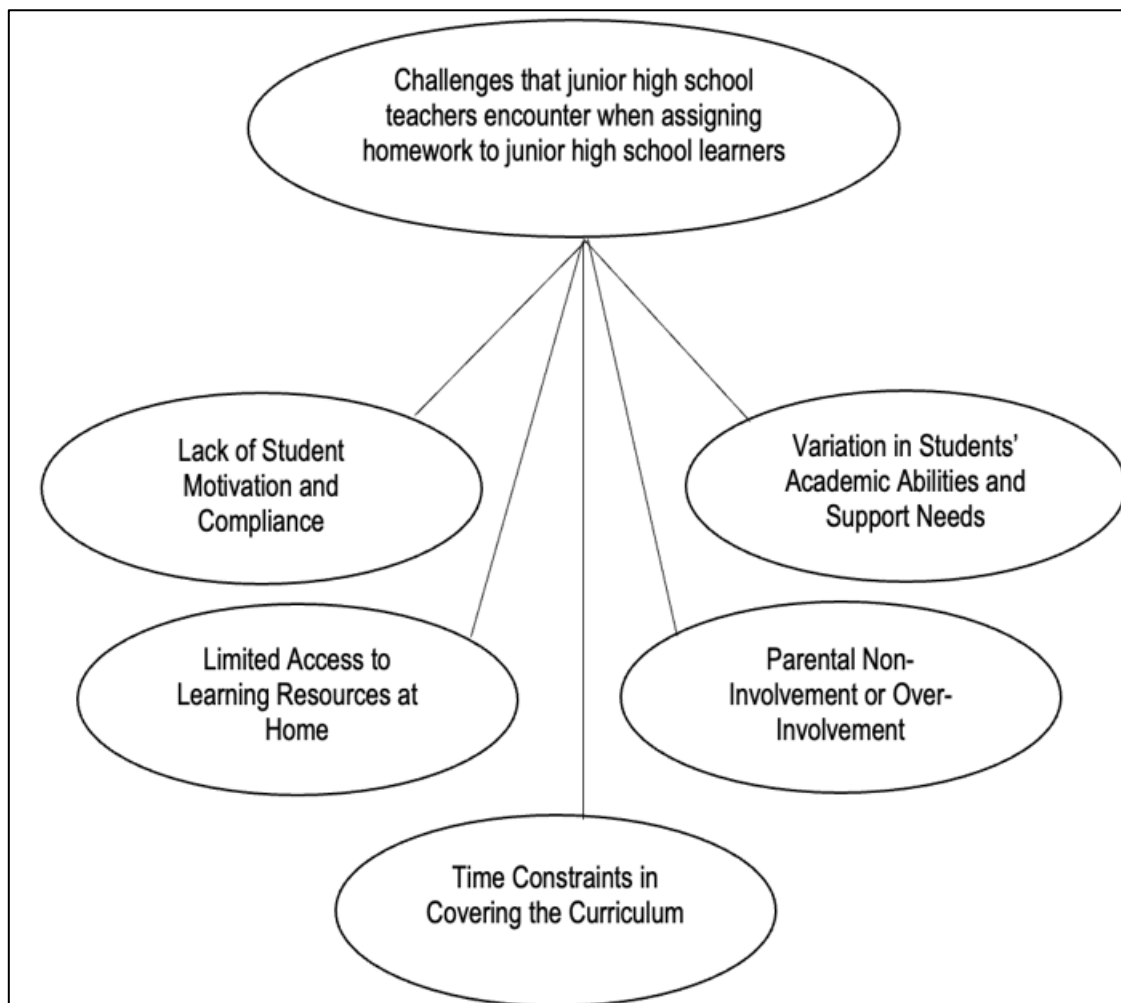 Challenges that junior high school
teachers encounter when assigning
homework to junior high school learners
Lack of Student
Motivation and
Compliance
Variation in Students’
Academic Abilities and
Support Needs
Limited Access to
Learning Resources at
Home
Parental Non-
Involvement or Over-
Involvement
Time Constraints in
Covering the Curriculum